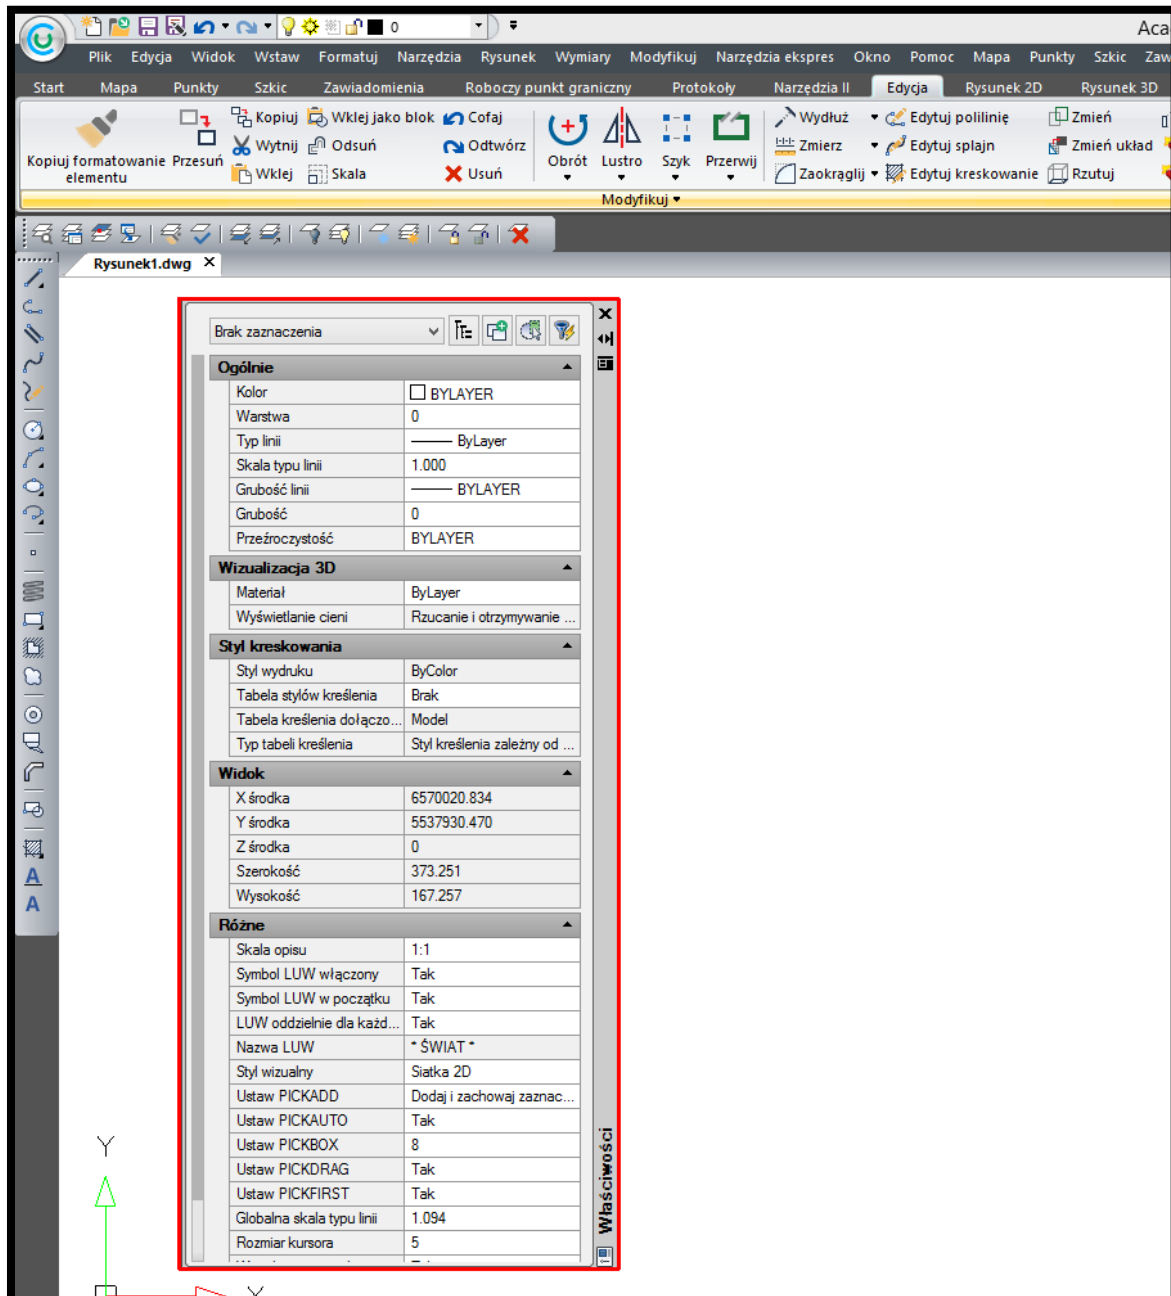 0
Aca
Plik Edycja Widok Wstaw Formatuj Narzędzia Rysunek Wymiary Modyfikuj Narzędzia ekspres Okno Pomoc Mapa Punkty Szkic Zaw
Start Mapa Punkty Szkic Zawiadomienia Roboczy punkt graniczny Protokoły Narzędzia II Edycja Rysunek 2D Rysunek 3D
Kopiuj Wklej jako blok Cofaj Wydłuż Edytuj polilinię Zmień
Wytnij Odsuń Odtwórz Zmierz Edytuj splajn Zmień układ
Kopiuj formatowanie Przesuń Obrót Lustro Szyk Przerwij
elementu
Wklej Skala Usuń Zaokrąglij Edytuj kreskowanie Rzutuj
Modyfikuj
Rysunek1.dwg X
Brak zaznaczenia
Ogólnie
Kolor BYLAYER
Warstwa 0
Typ linii ByLayer
Skala typu linii 1.000
Grubość linii BYLAYER
Grubość 0
Przeźroczystość BYLAYER
Wizualizacja 3D
Materiał ByLayer
Wyświetlanie cieni Rzucanie i otrzymywanie ...
Styl kreskowania
Styl wydruku ByColor
Tabela stylów kreślenia Brak
Tabela kreślenia dołączo... Model
Typ tabeli kreślenia Styl kreślenia zależny od ...
Widok
X środka 6570020.834
Y środka 5537930.470
Z środka 0
Szerokość 373.251
Wysokość 167.257
Różne
Skala opisu 1:1
Symbol LUW włączony Tak
Symbol LUW w początku Tak
LUW oddzielnie dla każd... Tak
Nazwa LUW * ŚWIAT *
Styl wizualny Siatka 2D
Ustaw PICKADD Dodaj i zachowaj zaznac...
Ustaw PICKAUTO Tak
Ustaw PICKBOX 8
Ustaw PICKDRAG Tak
Ustaw PICKFIRST Tak
Globalna skala typu linii 1.094
Rozmiar kursora 5
Właściwości
Y
X